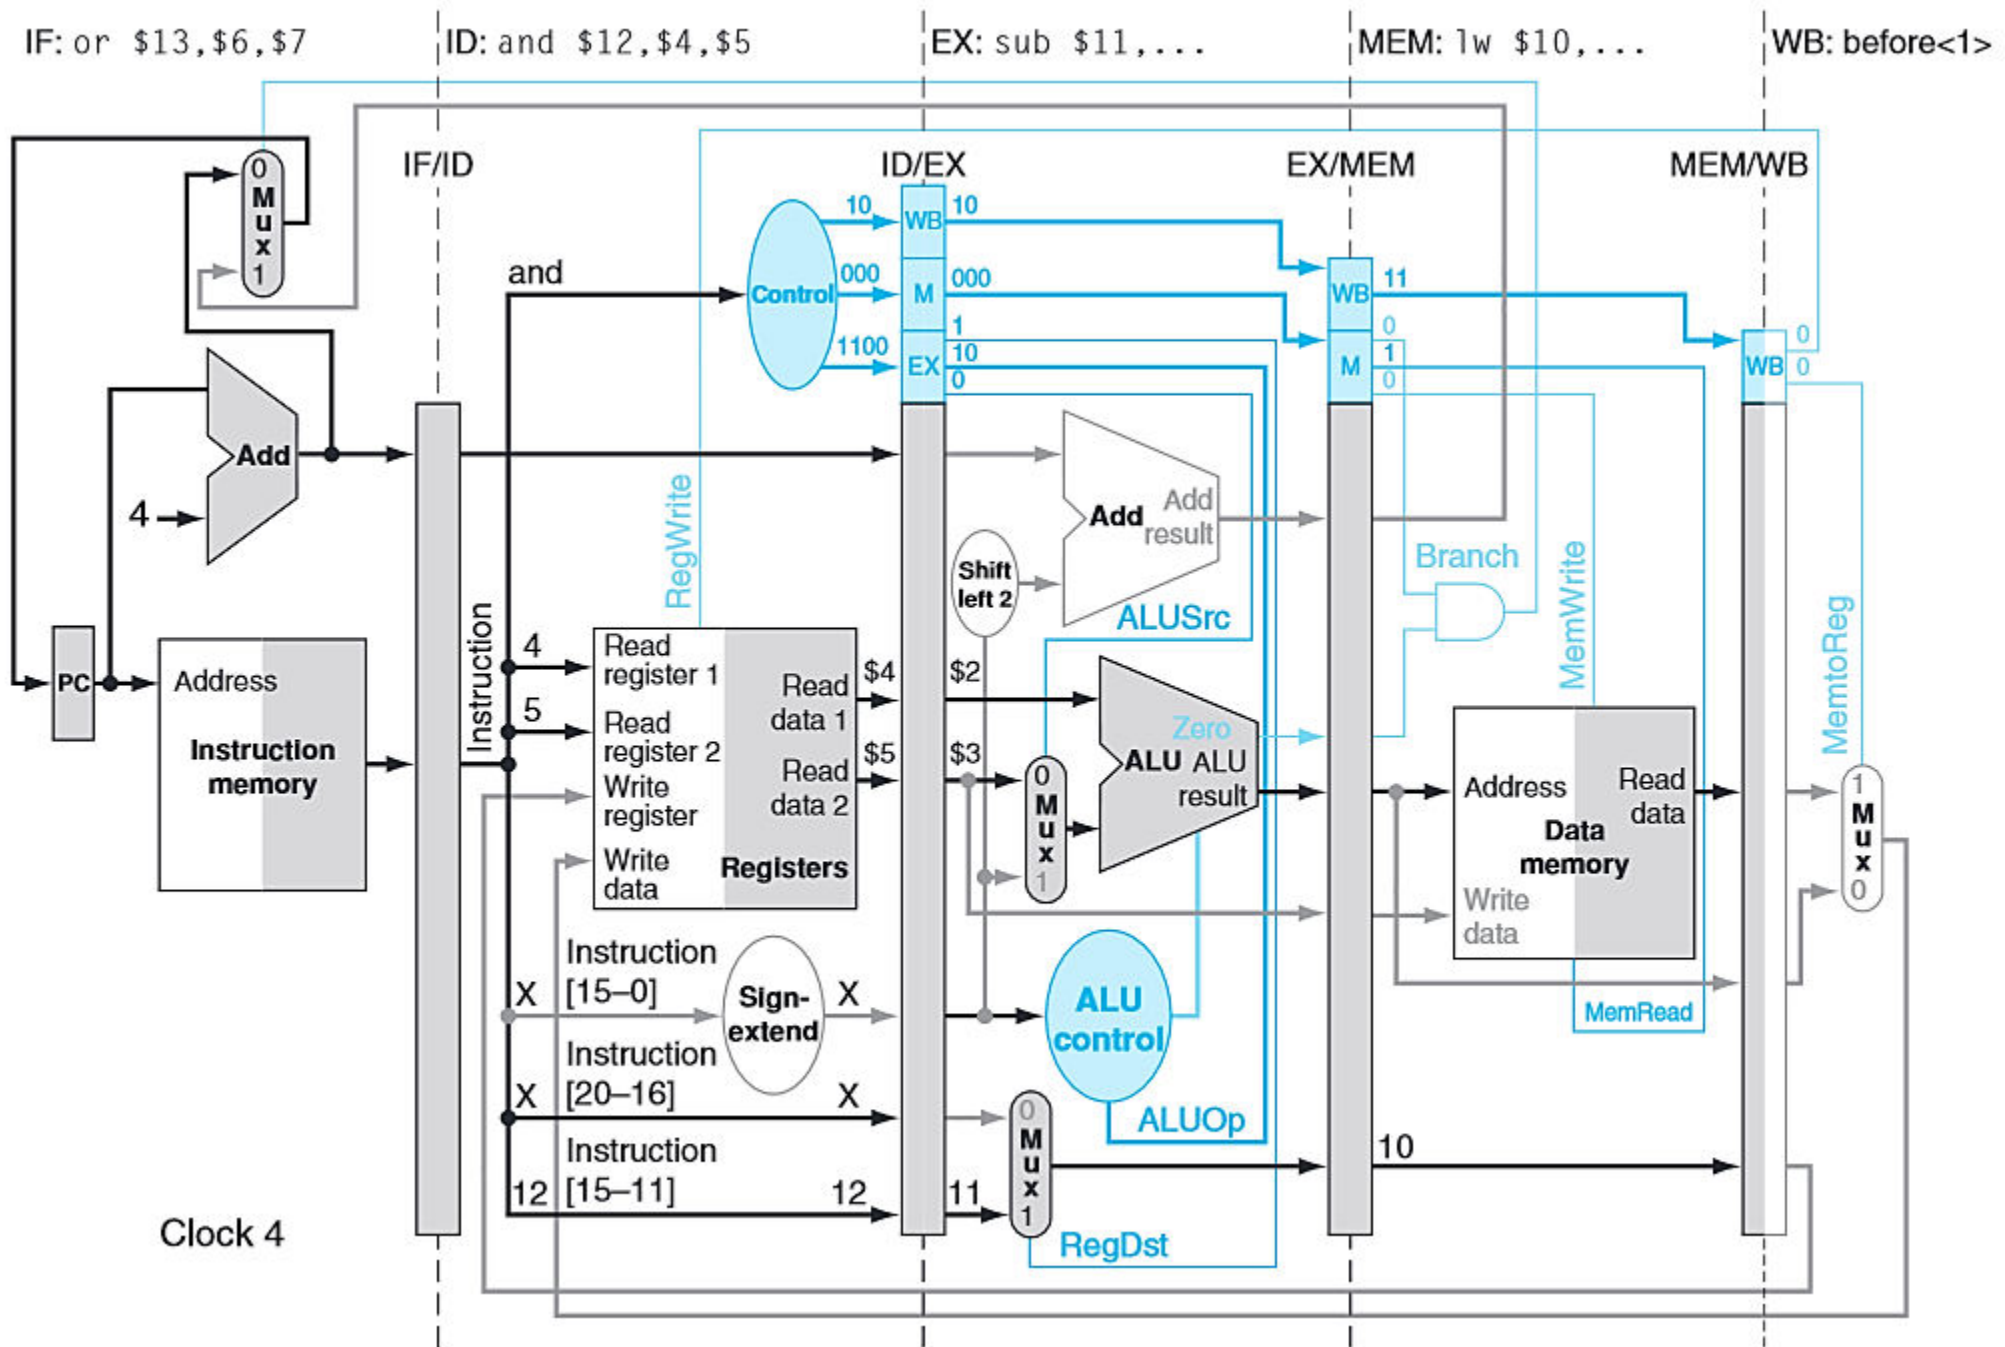 IF: or $13,$6,$7
ID: and $12,$4,$5
EX: sub $11,...
MEM: lw $10,...
WB: before<1>
IF/ID
ID/EX
EX/MEM
MEM/WB
0
M
u
x
1
and
Control
10
000
1100
WB
M
EX
10
000
1
10
0
WB
M
11
0
1
0
WB
0
0
Add
4
RegWrite
Add
Add
result
Shift
left 2
ALUSrc
Branch
MemWrite
MemtoReg
PC
Address
Instruction
memory
Instruction
4
5
Read
register 1
Read
register 2
Write
register
Write
data
Read
data 1
Read
data 2
Registers
$4
$5
$2
$3
0
M
u
x
1
Zero
ALU
ALU
result
Address
Read
data
Data
memory
Write
data
MemRead
1
M
u
x
0
Instruction
[15–0]
X
Sign-
extend
X
ALU
control
Instruction
[20–16]
X
X
ALUOp
Instruction
[15–11]
12
12
11
0
M
u
x
1
10
RegDst
Clock 4